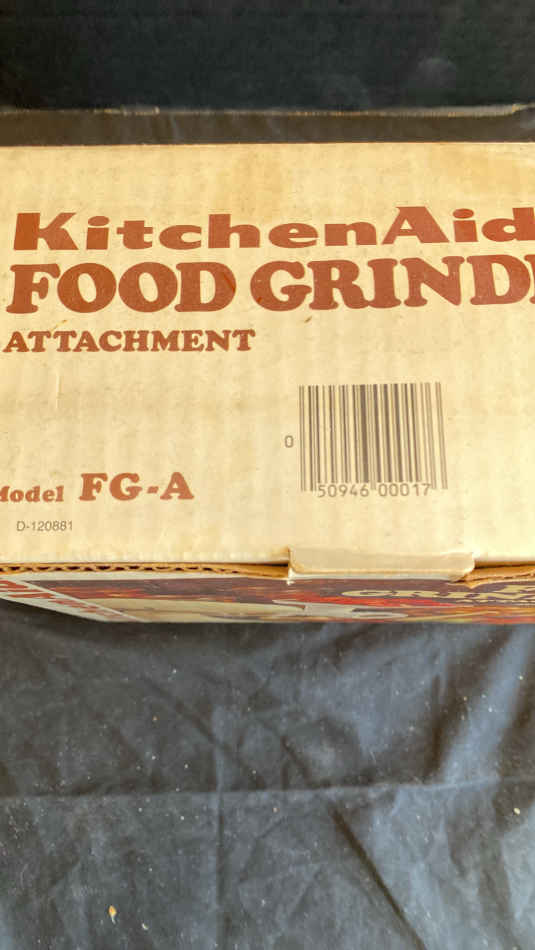 KitchenAid
FOOD GRIND
ATTACHMENT
0
50946 00017
Model FG-A
D-120881